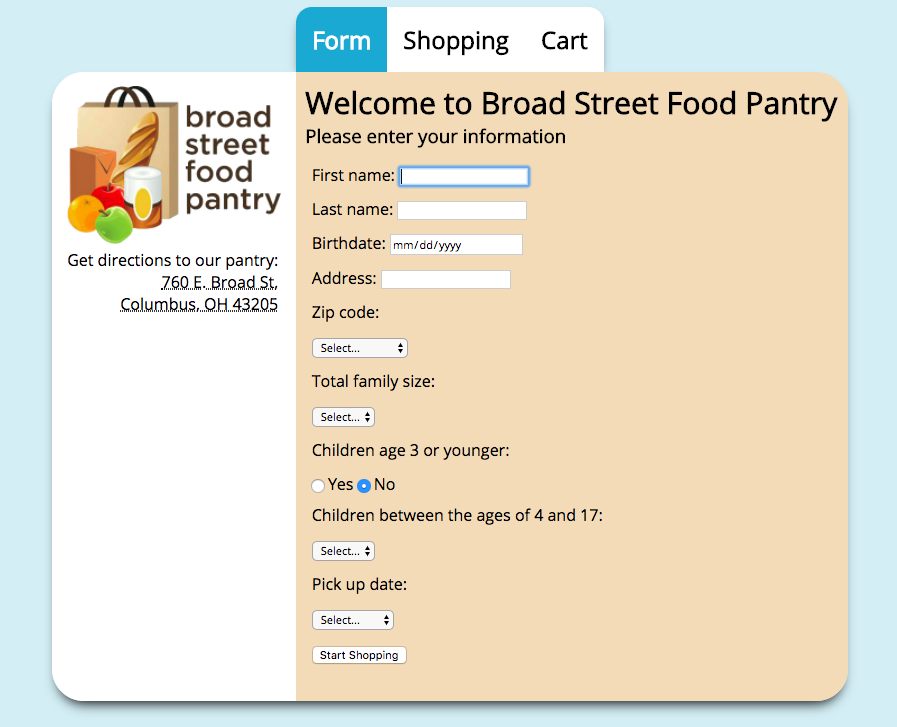 Form Shopping Cart
broad
street
food
pantry
Get directions to our pantry:
760 E. Broad St,
Columbus, OH 43205
Welcome to Broad Street Food Pantry
Please enter your information
First name:
Last name:
Birthdate: mm/dd/yyyy
Address:
Zip code:
Select...
Total family size:
Select...
Children age 3 or younger:
Yes No
Children between the ages of 4 and 17:
Select...
Pick up date:
Select...
Start Shopping